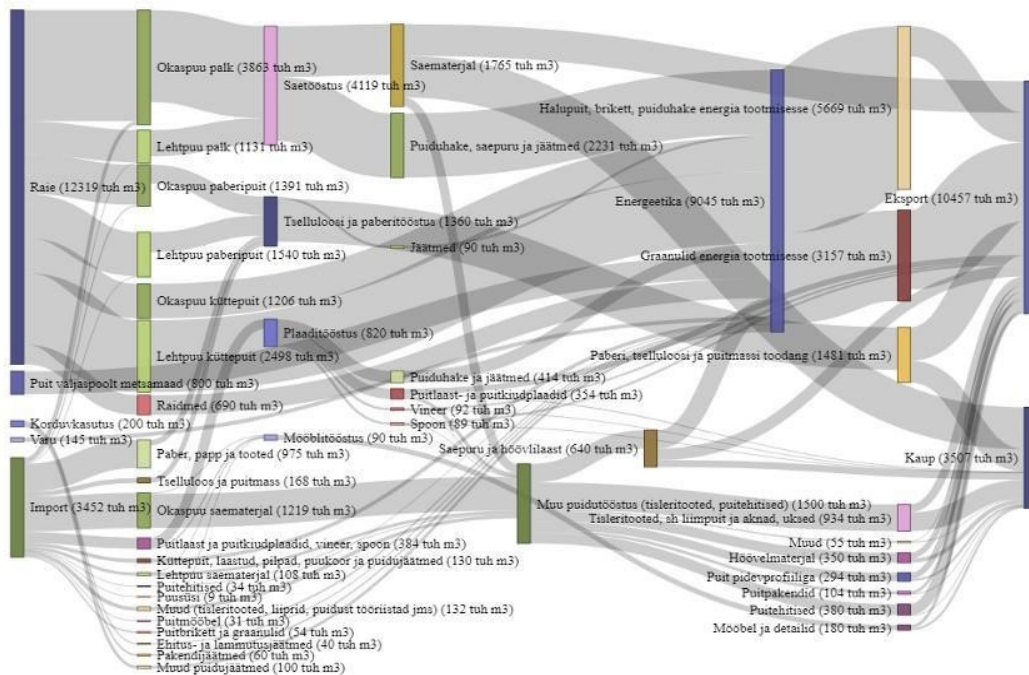 Okaspuu palk (3863 tuh m3)
Saetööstus (4119 tuh m3)
Saematerjal (1765 tuh m3)
Halupuit, brikett, puiduhake energia tootmisesse (5669 tuh m3)
Lehtpuu palk (1131 tuh m3)
Puiduhake, saepuru ja jäätmed (2231 tuh m3)
Raie (12319 tuh m3)
Okaspuu paberipuit (1391 tuh m3)
Energeetika (9045 tuh m3)
Eksport (10457 tuh m3)
Tselluloosi ja paberitööstus (1360 tuh m3)
Lehtpuu paberipuit (1540 tuh m3)
Jäätmed (90 tuh m3)
Graanulid energia tootmisesse (3157 tuh m3)
Okaspuu küttepuit (1206 tuh m3)
Plaaditööstus (820 tuh m3)
Lehtpuu küttepuit (2498 tuh m3)
Paberi, tselluloosi ja puitmassi toodang (1481 tuh m3)
Puit väljaspoolt metsamaad (800 tuh m3)
Puiduhake ja jäätmed (414 tuh m3)
Puitlaast- ja puitkiudplaadid (354 tuh m3)
Raidmed (690 tuh m3)
Vineer (92 tuh m3)
Korduvkasutus (200 tuh m3)
Spoon (89 tuh m3)
Varu (145 tuh m3)
Mööblitööstus (90 tuh m3)
Saepuru ja höövlilaast (640 tuh m3)
Paber, papp ja tooted (975 tuh m3)
Kaup (3507 tuh m3)
Tselluloos ja puitmass (168 tuh m3)
Import (3452 tuh m3)
Okaspuu saematerjal (1219 tuh m3)
Muu puidutööstus (tisleritooted, puitehitised) (1500 tuh m3)
Tisleritooted, sh liimpuit ja aknad, uksed (934 tuh m3)
Puitlaast ja puitkiudplaadid, vineer, spoon (384 tuh m3)
Muud (55 tuh m3)
Küttepuit, laastud, pilpad, puukoor ja puidujäätmed (130 tuh m3)
Höövelmaterjal (350 tuh m3)
Lehtpuu saematerjal (108 tuh m3)
Puit pidevprofiiliga (294 tuh m3)
Puitehitised (34 tuh m3)
Puusüsi (9 tuh m3)
Puitpakendid (104 tuh m3)
Muud (tisleritooted, liiprid, puidust tööriistad jms) (132 tuh m3)
Puitehitised (380 tuh m3)
Puitmööbel (31 tuh m3)
Puitbrikett ja graanulid (54 tuh m3)
Mööbel ja detailid (180 tuh m3)
Ehitus- ja lammutusjäätmed (40 tuh m3)
Pakendijäätmed (60 tuh m3)
Muud puidujäätmed (100 tuh m3)